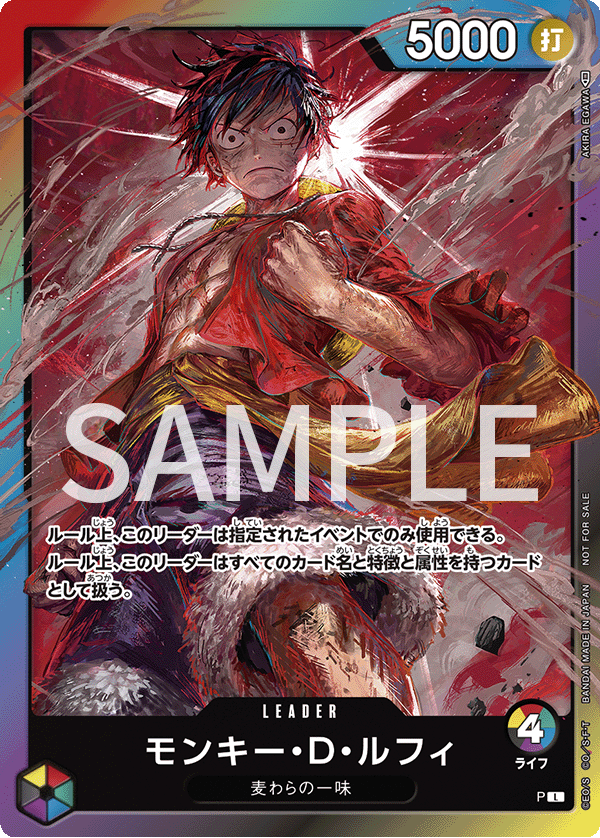 5000 打
AKIRA EGAWA
SAMPLE
ルール上、このリーダーは指定されたイベントでのみ使用できる。
ルール上、このリーダーはすべてのカード名と特徴と属性を持つカード
として扱う。
LEADER
モンキー・D・ルフィ
麦わらの一味
4
ライフ
P L
©EO/S ©O/S・F・T BANDAI MADE IN JAPAN NOT FOR SALE